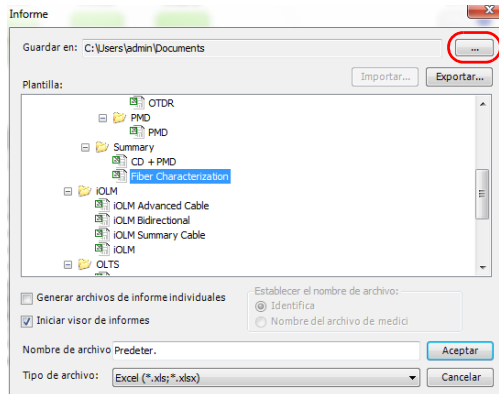 Informe
Guardar en: C:\Users\admin\Documents ...
Importar... Exportar...
Plantilla:
OTDR
PMD
PMD
Summary
CD + PMD
Fiber Characterization
iOLM
iOLM Advanced Cable
iOLM Bidirectional
iOLM Summary Cable
iOLM
OLTS
Generar archivos de informe individuales
Establecer el nombre de archivo:
Identifica
Iniciar visor de informes
Nombre del archivo de medici
Nombre de archivo Predeter. Aceptar
Tipo de archivo: Excel (*.xls;*.xlsx) Cancelar